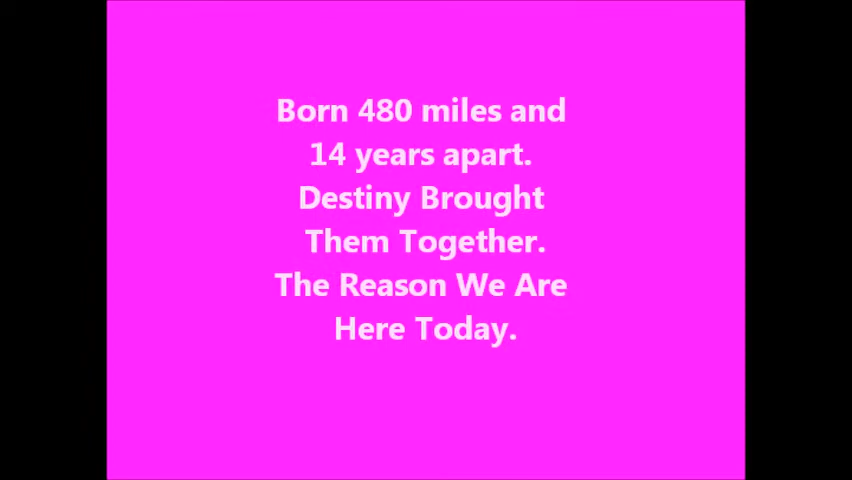 Born 480 miles and
14 years apart.
Destiny Brought
Them Together.
The Reason We Are
Here Today.